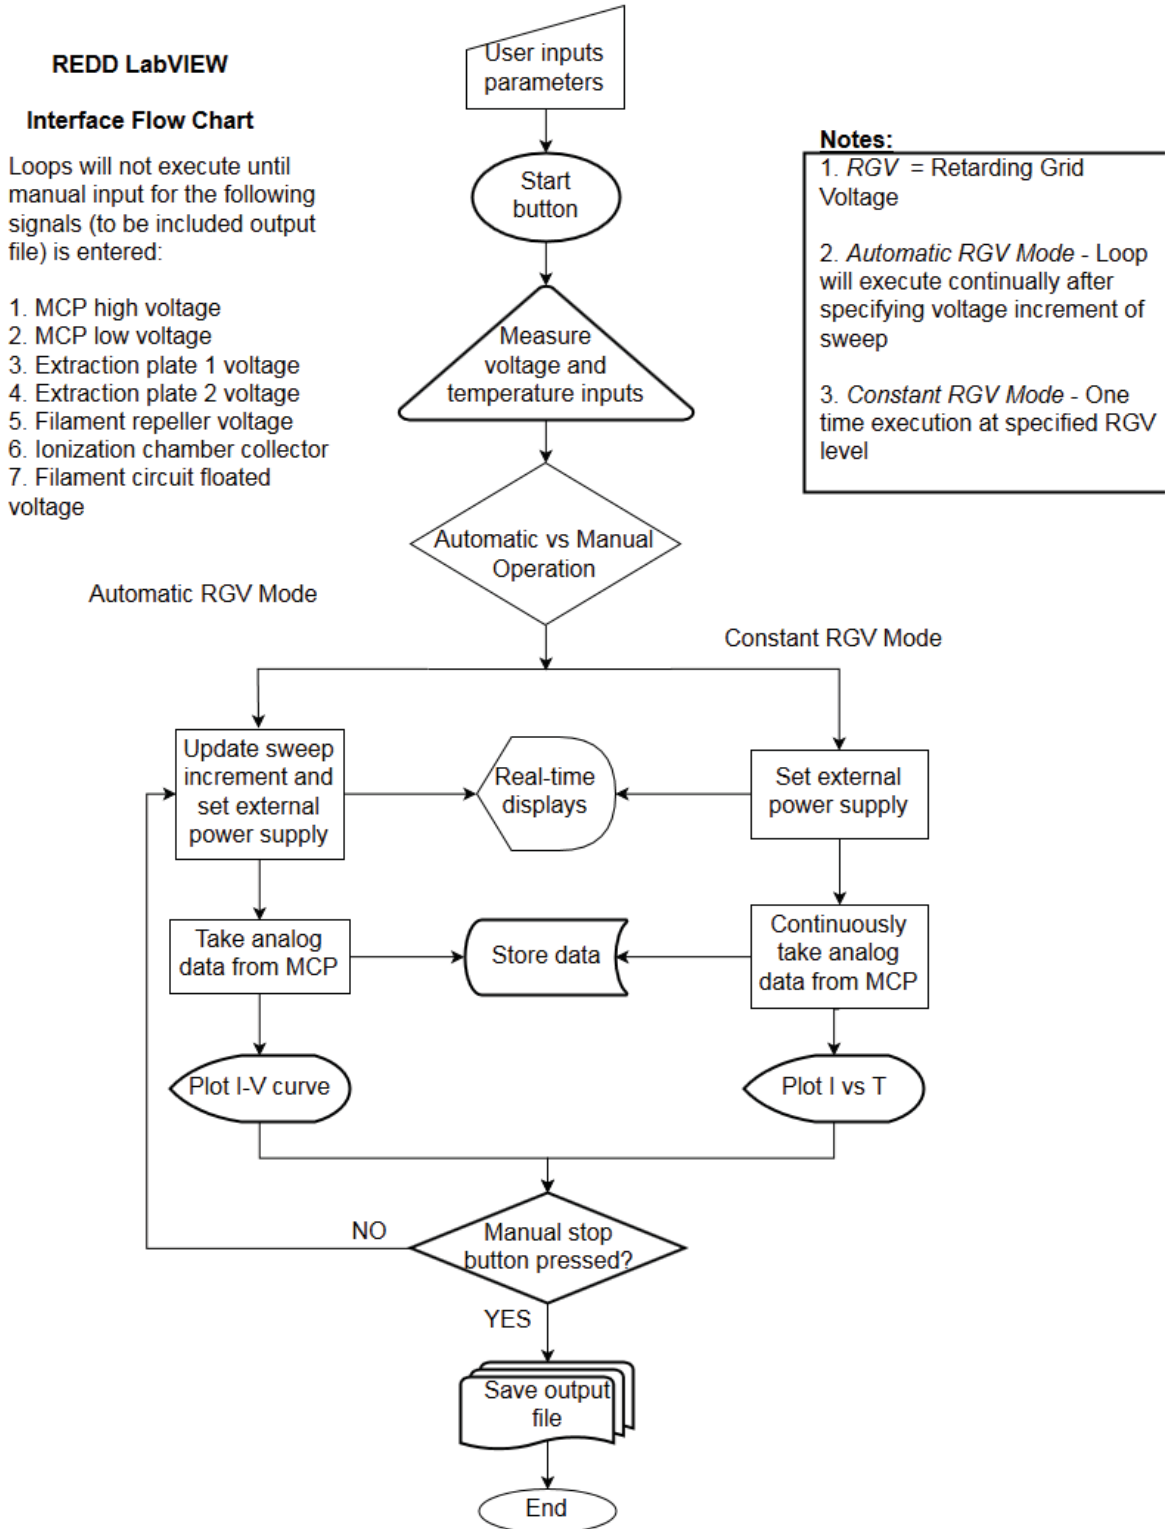 REDD LabVIEW
Interface Flow Chart
Loops will not execute until
manual input for the following
signals (to be included output
file) is entered:
1. MCP high voltage
2. MCP low voltage
3. Extraction plate 1 voltage
4. Extraction plate 2 voltage
5. Filament repeller voltage
6. Ionization chamber collector
7. Filament circuit floated
voltage
User inputs
parameters
Start
button
Measure
voltage and
temperature inputs
Notes:
1. RGV = Retarding Grid
Voltage
2. Automatic RGV Mode - Loop
will execute continually after
specifying voltage increment of
sweep
3. Constant RGV Mode - One
time execution at specified RGV
level
Automatic vs Manual
Operation
Automatic RGV Mode
Constant RGV Mode
Update sweep
increment and
set external
power supply
Real-time
displays
Set external
power supply
Take analog
data from MCP
Store data
Continuously
take analog
data from MCP
Plot I-V curve
Plot I vs T
Manual stop
button pressed?
NO
YES
Save output
file
End